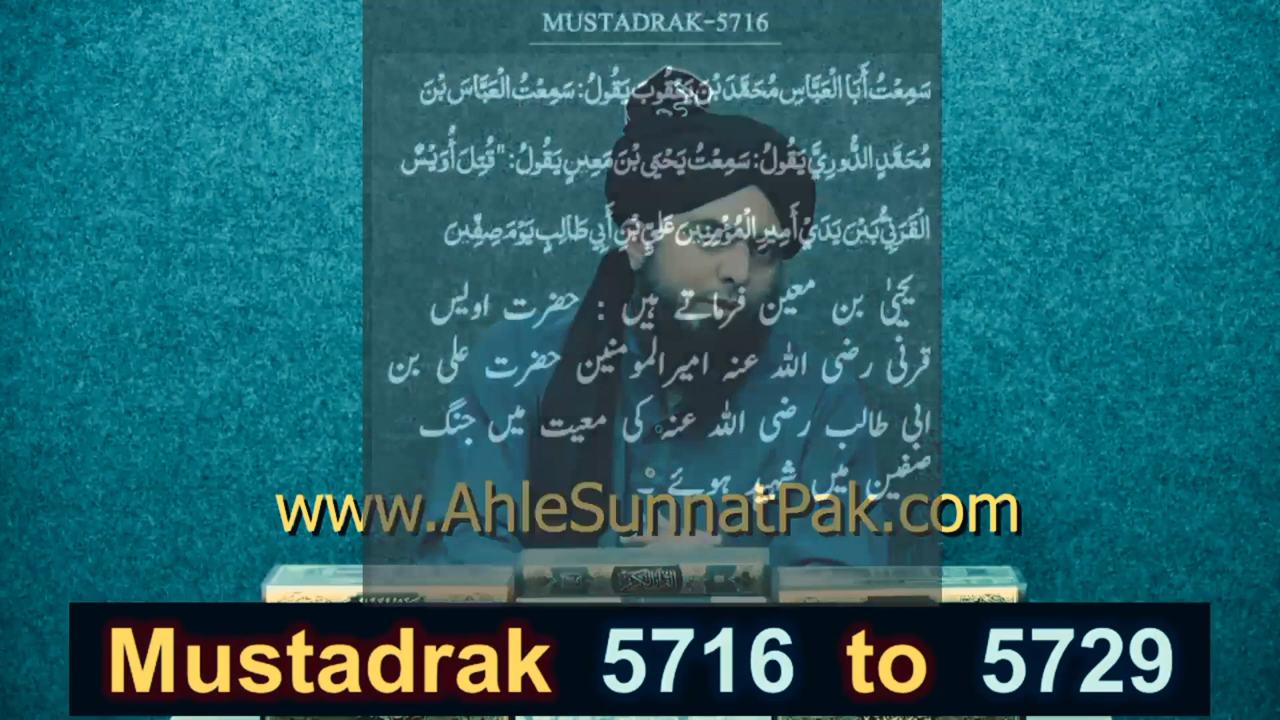 MUSTADRAK-5716
سَمِعْتُ أَبَا الْعَبَّاسِ مُحَمَّدَ بْنَ يَعْقُوبَ يَقُولُ: سَمِعْتُ الْعَبَّاسَ بْنَ
مُحَمَّدٍ الدُّورِيَّ يَقُولُ: سَمِعْتُ يَحْيَى بْنَ مَعِينٍ يَقُولُ: "قُتِلَ أُوَيْسٌ
الْقَرَنِيُّ بَيْنَ يَدَيْ أَمِيرِ الْمُؤْمِنِينَ عَلِيِّ بْنِ أَبِي طَالِبٍ يَوْمَ صِفِّينَ
یحییٰ بن معین فرماتے ہیں : حضرت اویس
قرنی رضی اللہ عنہ امیرالمومنین حضرت علی بن
ابی طالب رضی اللہ عنہ کی معیت میں جنگ
صفین میں شہید ہوئے ۔
www.AhleSunnatPak.com
Mustadrak 5716 to 5729